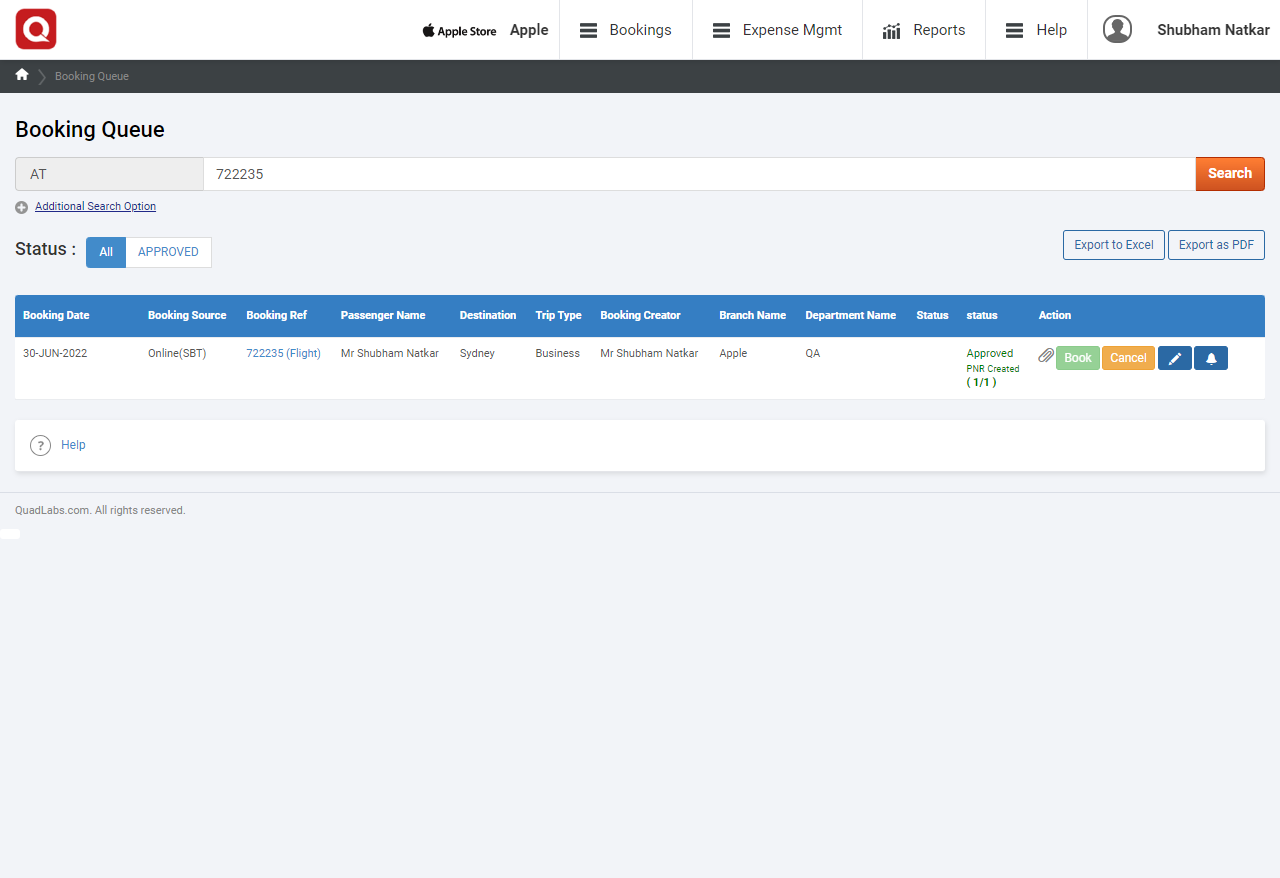 Apple Store Apple Bookings Expense Mgmt Reports Help Shubham Natkar
Booking Queue
Booking Queue
AT 722235 Search
Additional Search Option
Status : All APPROVED Export to Excel Export as PDF
Booking Date Booking Source Booking Ref Passenger Name Destination Trip Type Booking Creator Branch Name Department Name Status status Action
30-JUN-2022 Online(SBT) 722235 (Flight) Mr Shubham Natkar Sydney Business Mr Shubham Natkar Apple QA Approved Book Cancel
PNR Created
( 1/1 )
? Help
QuadLabs.com. All rights reserved.